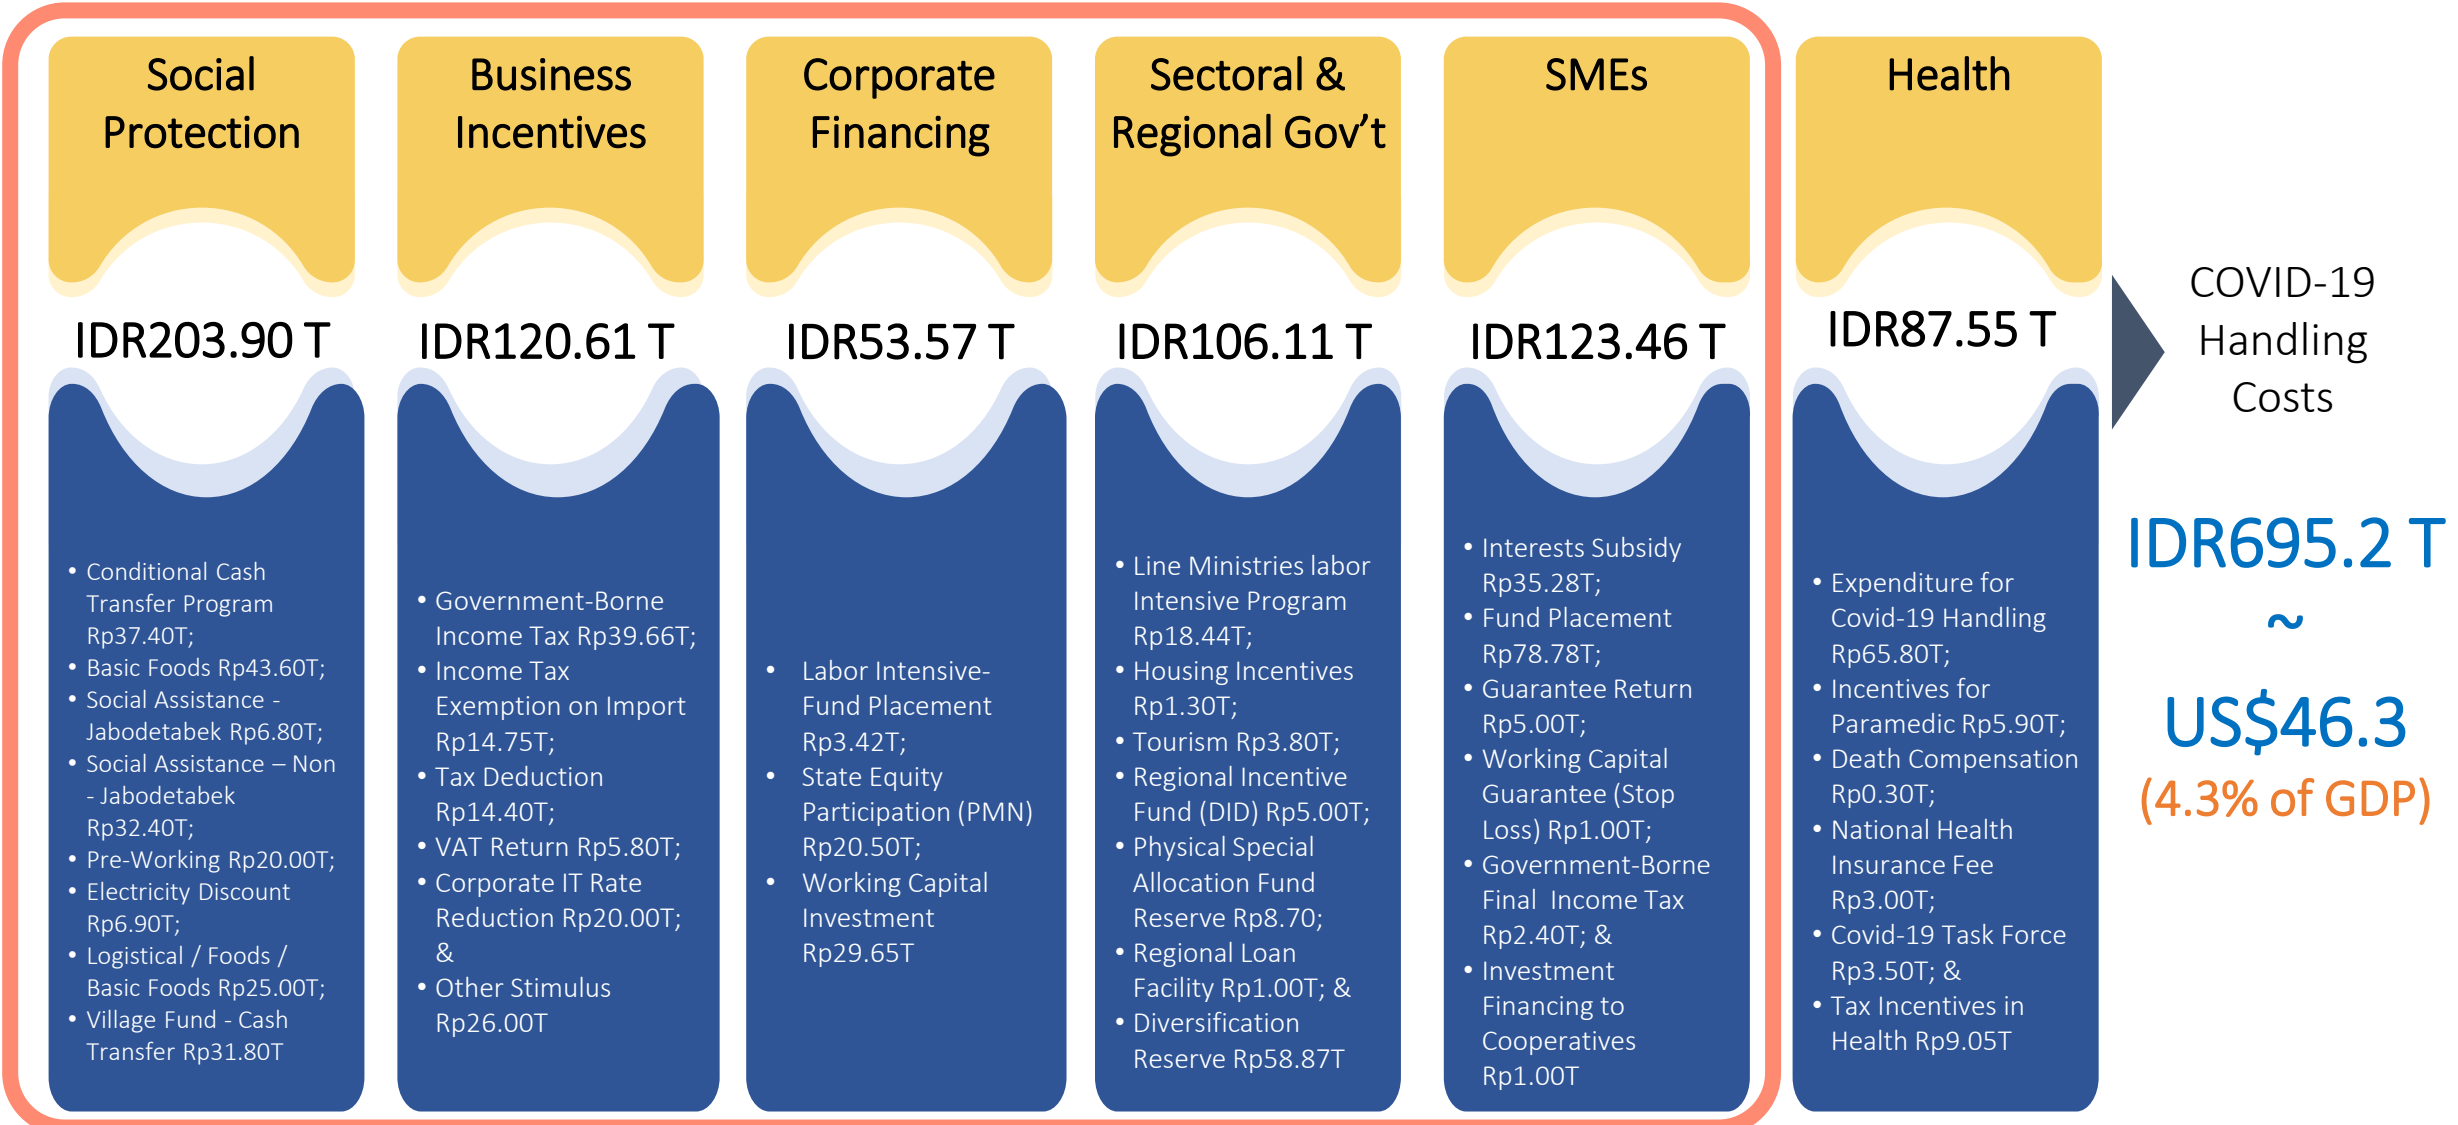 Social
Protection
IDR203.90 T
• Conditional Cash
Transfer Program
Rp37.40T;
• Basic Foods Rp43.60T;
• Social Assistance -
Jabodetabek Rp6.80T;
• Social Assistance – Non
- Jabodetabek
Rp32.40T;
• Pre-Working Rp20.00T;
• Electricity Discount
Rp6.90T;
• Logistical / Foods /
Basic Foods Rp25.00T;
• Village Fund - Cash
Transfer Rp31.80T
Business
Incentives
IDR120.61 T
• Government-Borne
Income Tax Rp39.66T;
• Income Tax
Exemption on Import
Rp14.75T;
• Tax Deduction
Rp14.40T;
• VAT Return Rp5.80T;
• Corporate IT Rate
Reduction Rp20.00T;
&
• Other Stimulus
Rp26.00T
Corporate
Financing
IDR53.57 T
• Labor Intensive-
Fund Placement
Rp3.42T;
• State Equity
Participation (PMN)
Rp20.50T;
• Working Capital
Investment
Rp29.65T
Sectoral &
Regional Gov’t
IDR106.11 T
• Line Ministries labor
Intensive Program
Rp18.44T;
• Housing Incentives
Rp1.30T;
• Tourism Rp3.80T;
• Regional Incentive
Fund (DID) Rp5.00T;
• Physical Special
Allocation Fund
Reserve Rp8.70;
• Regional Loan
Facility Rp1.00T; &
• Diversification
Reserve Rp58.87T
SMEs
IDR123.46 T
• Interests Subsidy
Rp35.28T;
• Fund Placement
Rp78.78T;
• Guarantee Return
Rp5.00T;
• Working Capital
Guarantee (Stop
Loss) Rp1.00T;
• Government-Borne
Final Income Tax
Rp2.40T; &
• Investment
Financing to
Cooperatives
Rp1.00T
Health
IDR87.55 T
• Expenditure for
Covid-19 Handling
Rp65.80T;
• Incentives for
Paramedic Rp5.90T;
• Death Compensation
Rp0.30T;
• National Health
Insurance Fee
Rp3.00T;
• Covid-19 Task Force
Rp3.50T; &
• Tax Incentives in
Health Rp9.05T
COVID-19
Handling
Costs
IDR695.2 T
~
US$46.3
(4.3% of GDP)